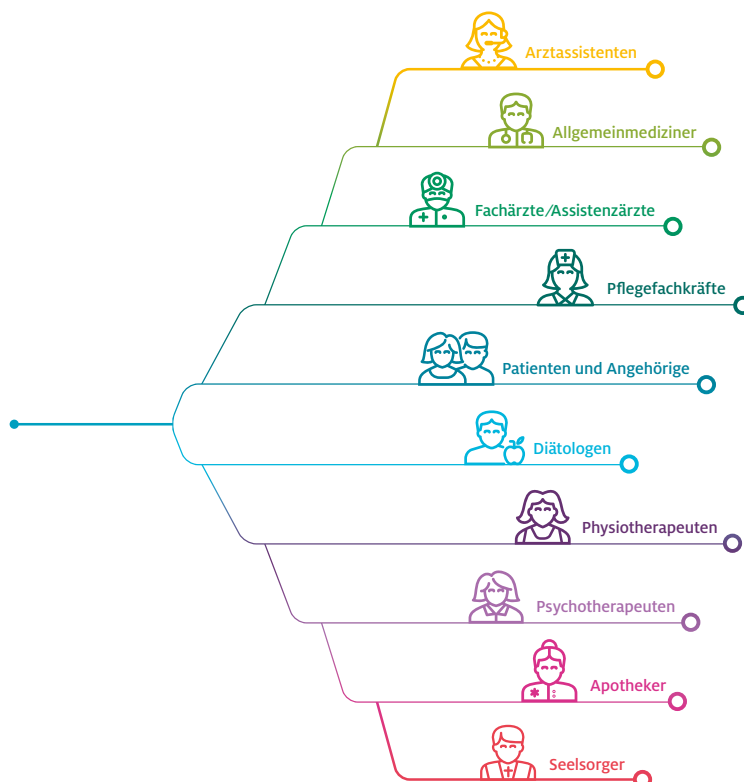 Arztassistenten
Allgemeinmediziner
Fachärzte/Assistenzärzte
Pflegefachkräfte
Patienten und Angehörige
Diätologen
Physiotherapeuten
Psychotherapeuten
Apotheker
Seelsorger